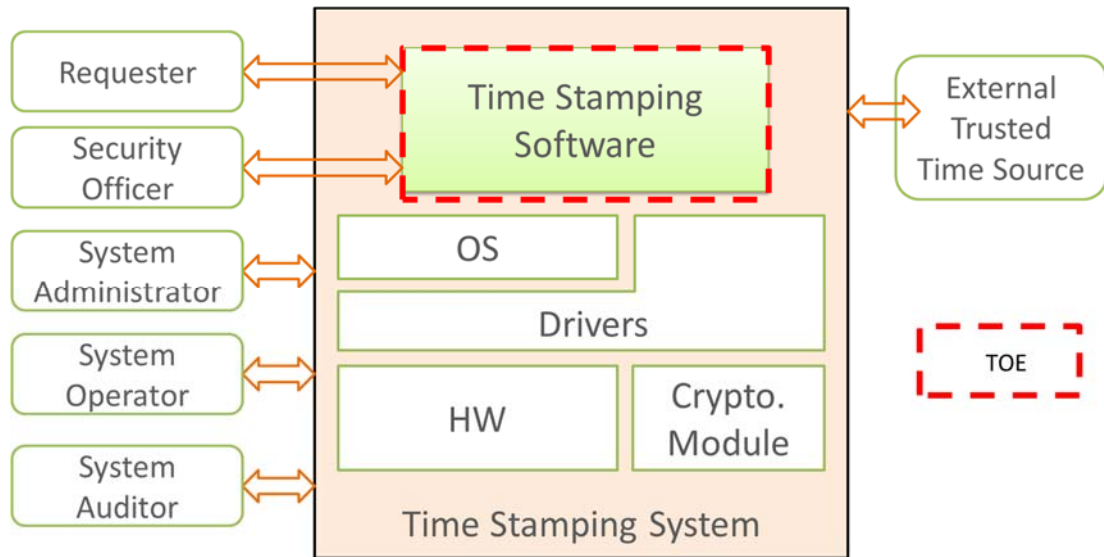 Requester
Security
Officer
System
Administrator
System
Operator
System
Auditor
Time Stamping
Software
OS
Drivers
HW
Crypto.
Module
Time Stamping System
External
Trusted
Time Source
TOE